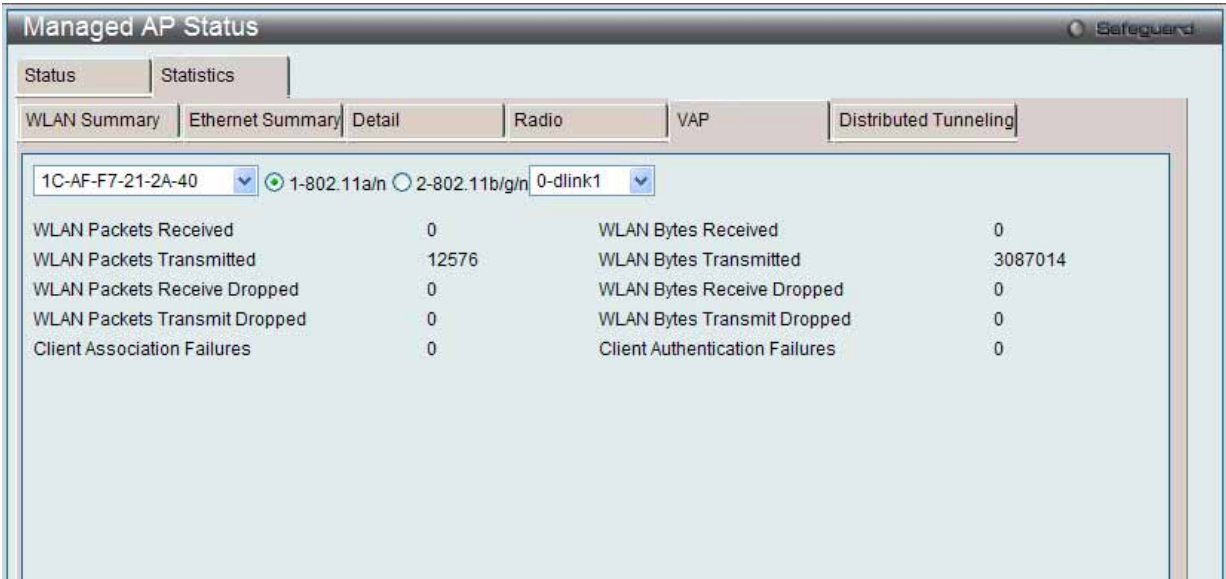 Managed AP Status
Safeguard
Status Statistics
WLAN Summary Ethernet Summary Detail Radio VAP Distributed Tunneling
1C-AF-F7-21-2A-40 1-802.11a/n 2-802.11b/g/n 0-dlink1
WLAN Packets Received 0 WLAN Bytes Received 0
WLAN Packets Transmitted 12576 WLAN Bytes Transmitted 3087014
WLAN Packets Receive Dropped 0 WLAN Bytes Receive Dropped 0
WLAN Packets Transmit Dropped 0 WLAN Bytes Transmit Dropped 0
Client Association Failures 0 Client Authentication Failures 0